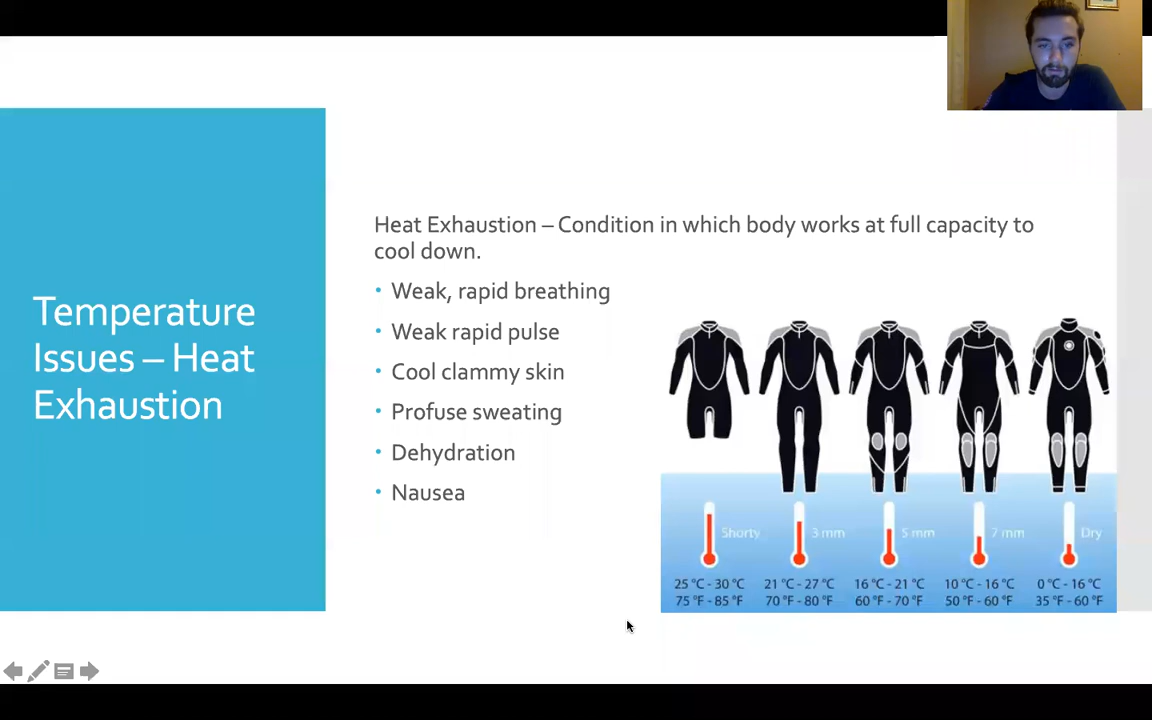 Temperature
Issues – Heat
Exhaustion
Heat Exhaustion – Condition in which body works at full capacity to
cool down.
• Weak, rapid breathing
• Weak rapid pulse
• Cool clammy skin
• Profuse sweating
• Dehydration
• Nausea
Shorty 3 mm 5 mm 7 mm Dry
25 °C - 30 °C 21 °C - 27 °C 16 °C - 21 °C 10 °C - 16 °C 0 °C - 16 °C
75 °F - 85 °F 70 °F - 80 °F 60 °F - 70 °F 50 °F - 60 °F 35 °F - 60 °F